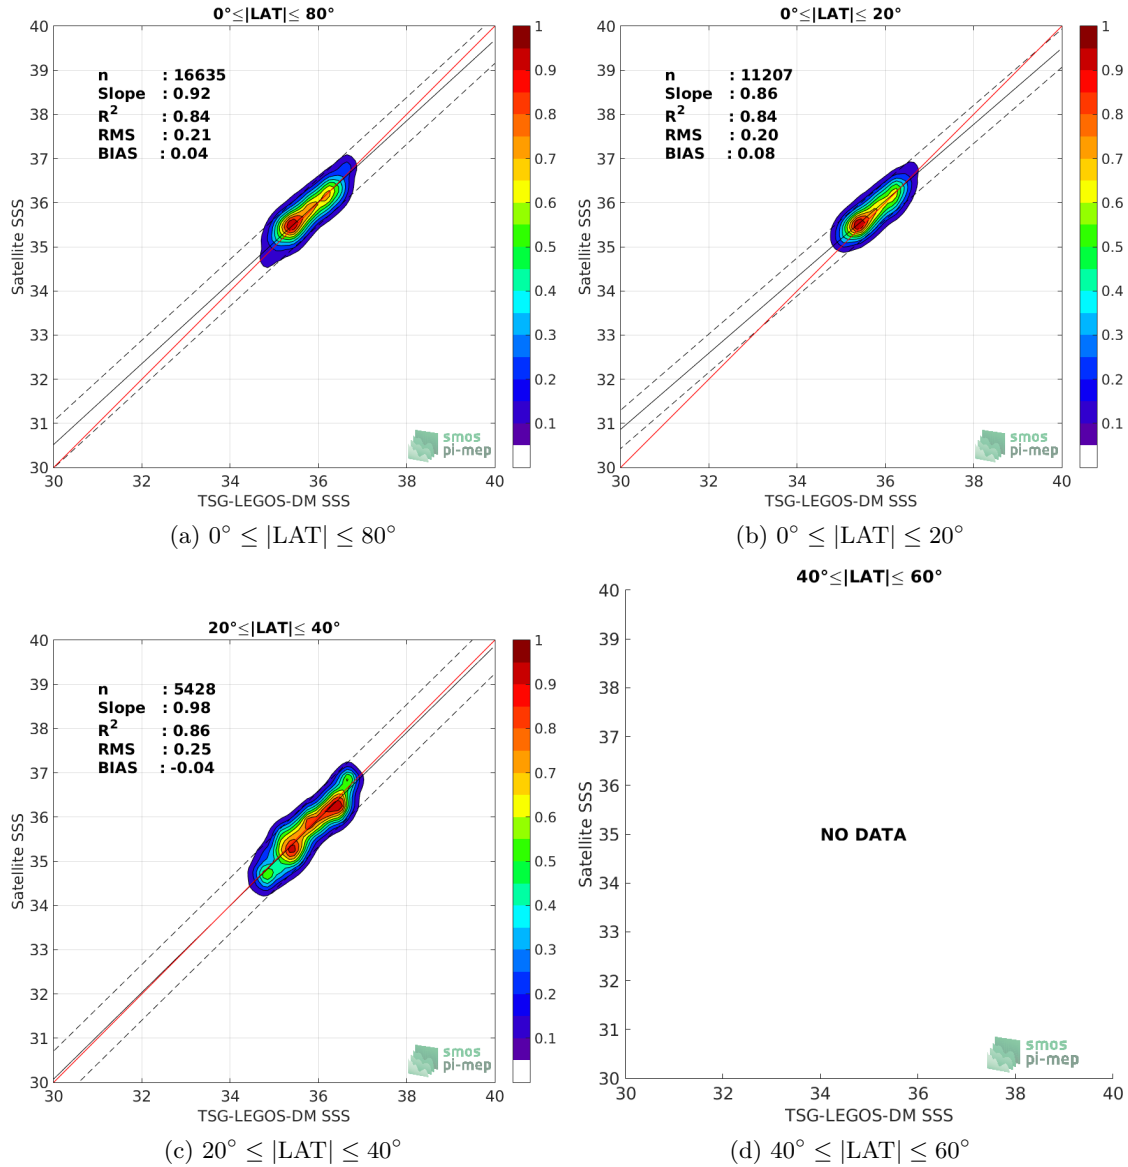 0°≤|LAT|≤ 80°
40
39
38
37
36
35
34
33
32
31
30
Satellite SSS
n : 16635
Slope : 0.92
R² : 0.84
RMS : 0.21
BIAS : 0.04
smos
pi-mep
30 32 34 36 38 40
TSG-LEGOS-DM SSS
1
0.9
0.8
0.7
0.6
0.5
0.4
0.3
0.2
0.1
(a) 0° ≤ |LAT| ≤ 80°
0°≤|LAT|≤ 20°
40
39
38
37
36
35
34
33
32
31
30
Satellite SSS
n : 11207
Slope : 0.86
R² : 0.84
RMS : 0.20
BIAS : 0.08
smos
pi-mep
30 32 34 36 38 40
TSG-LEGOS-DM SSS
1
0.9
0.8
0.7
0.6
0.5
0.4
0.3
0.2
0.1
(b) 0° ≤ |LAT| ≤ 20°
20°≤|LAT|≤ 40°
40
39
38
37
36
35
34
33
32
31
30
Satellite SSS
n : 5428
Slope : 0.98
R² : 0.86
RMS : 0.25
BIAS : -0.04
smos
pi-mep
30 32 34 36 38 40
TSG-LEGOS-DM SSS
1
0.9
0.8
0.7
0.6
0.5
0.4
0.3
0.2
0.1
(c) 20° ≤ |LAT| ≤ 40°
40°≤|LAT|≤ 60°
40
39
38
37
36
35
34
33
32
31
30
Satellite SSS
NO DATA
smos
pi-mep
30 32 34 36 38 40
TSG-LEGOS-DM SSS
(d) 40° ≤ |LAT| ≤ 60°